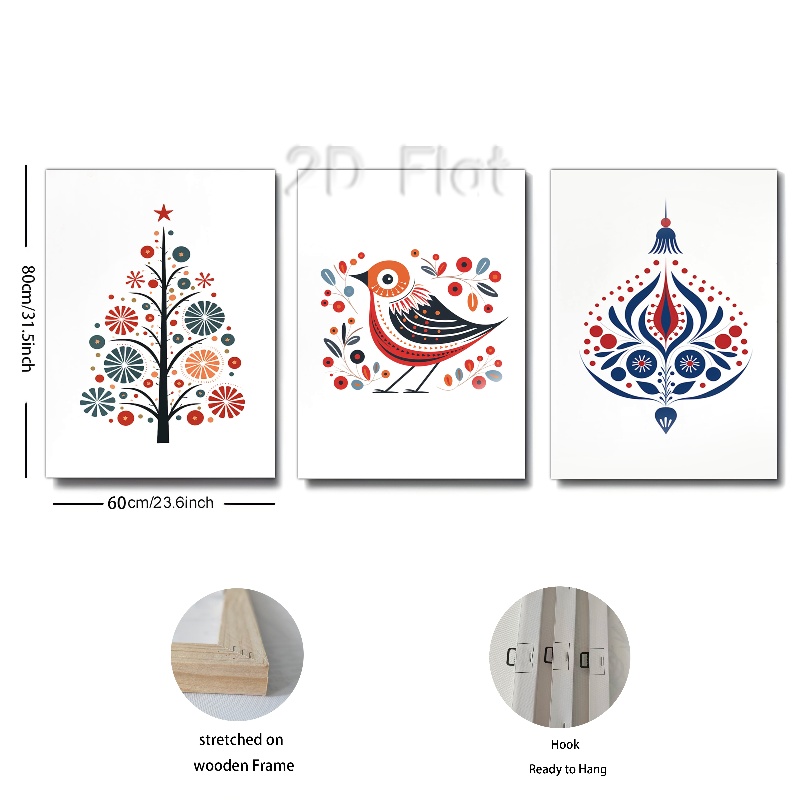 2D Flat
80cm/31.5inch
60cm/23.6inch
stretched on
wooden Frame
Hook
Ready to Hang